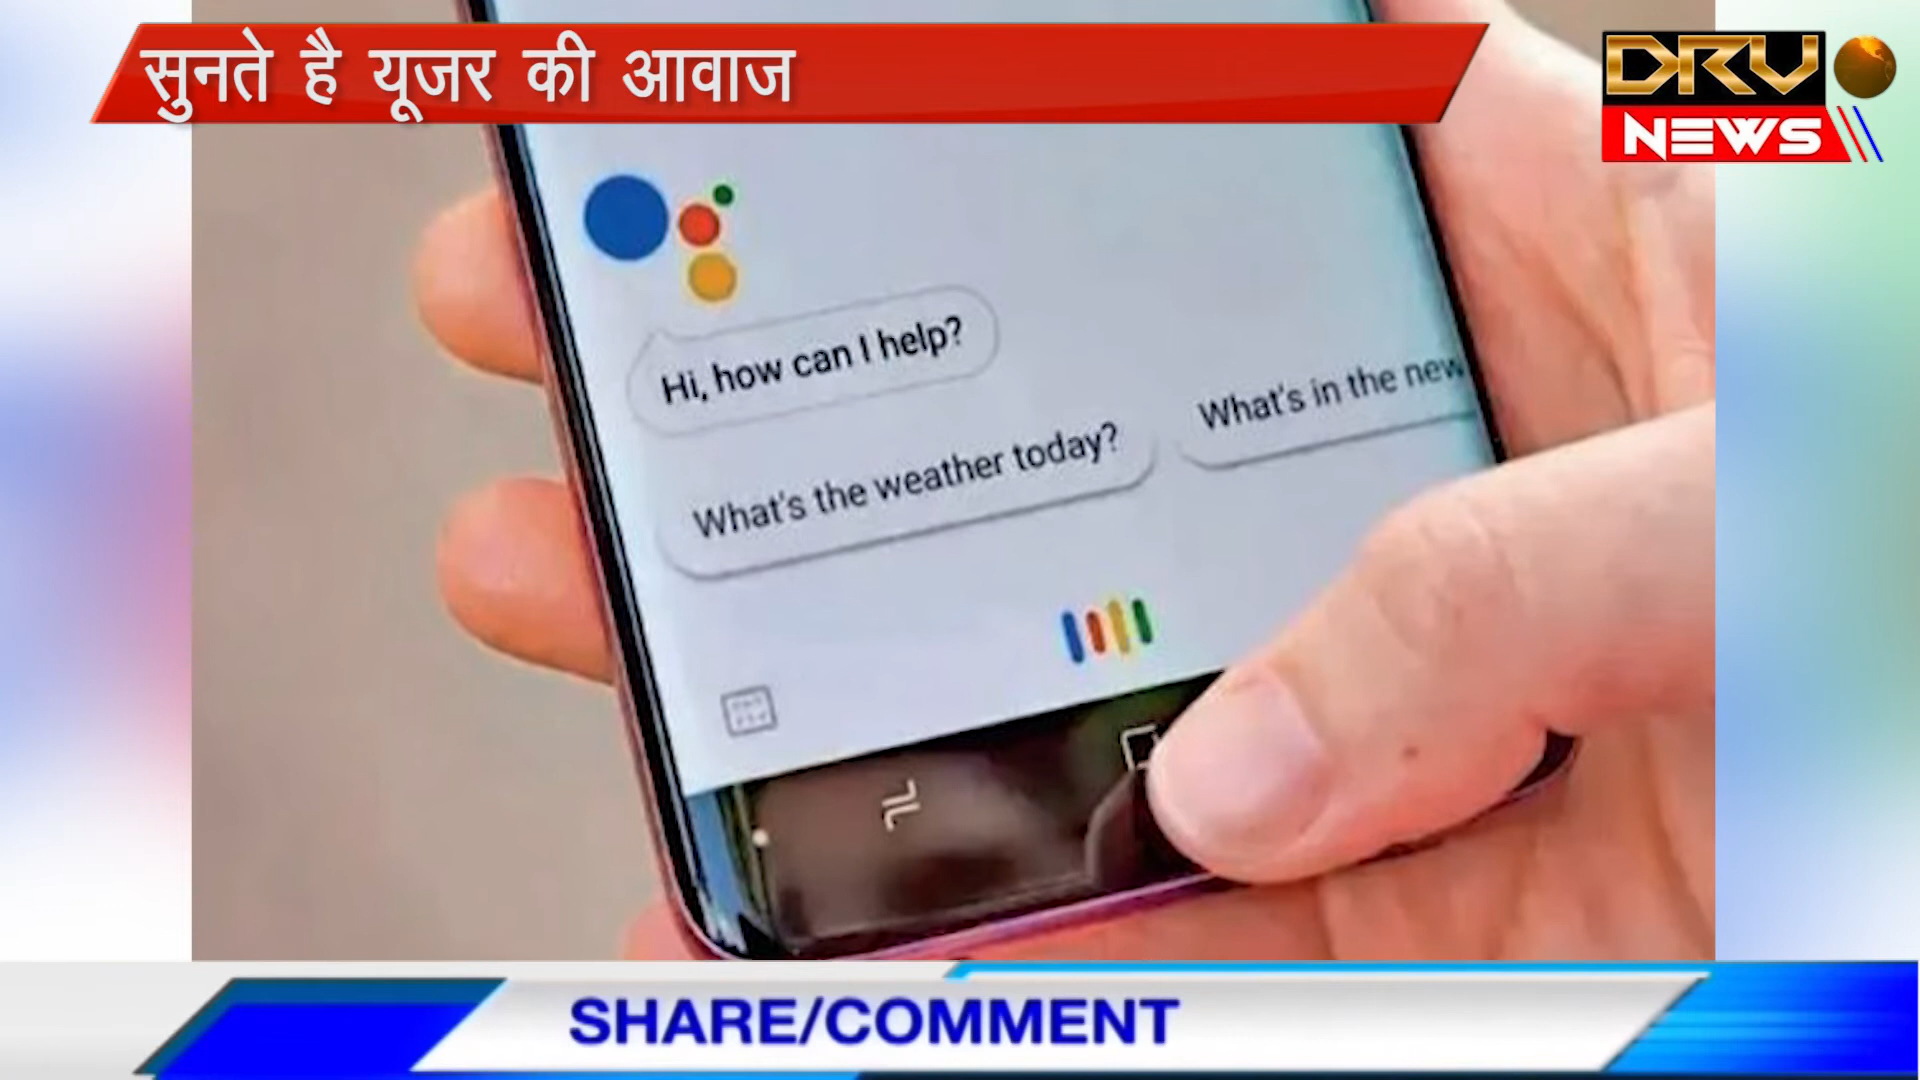 सुनते है यूजर की आवाज
DRV
NEWS
Hi, how can I help?
What's the weather today?
What's in the new
SHARE/COMMENT